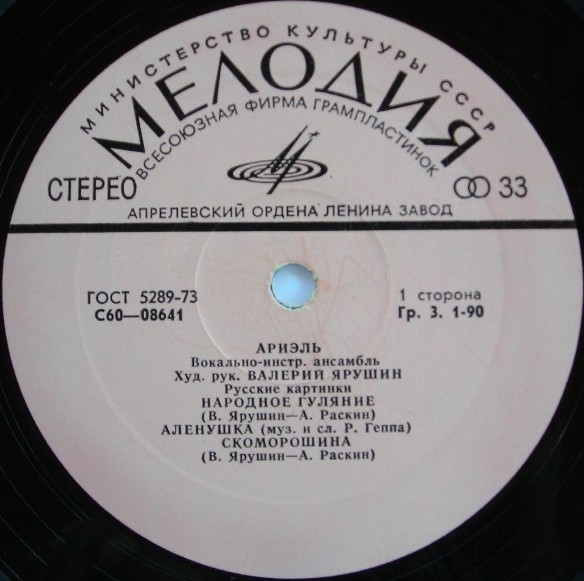 МИНИСТЕРСТВО КУЛЬТУРЫ СССР
МЕЛОДИЯ
ВСЕСОЮЗНАЯ ФИРМА ГРАМПЛАСТИНОК
СТЕРЕО 33
АПРЕЛЕВСКИЙ ОРДЕНА ЛЕНИНА ЗАВОД
ГОСТ 5289-73 1 сторона
С60—08641 Гр. 3. 1-90
АРИЭЛЬ
Вокально-инстр. ансамбль
Худ. рук. ВАЛЕРИЙ ЯРУШИН
Русские картинки
НАРОДНОЕ ГУЛЯНИЕ
(В. Ярушин—А. Раскин)
АЛЕНУШКА (муз. и сл. Р. Геппа)
СКОМОРОШИНА
(В. Ярушин—А. Раскин)